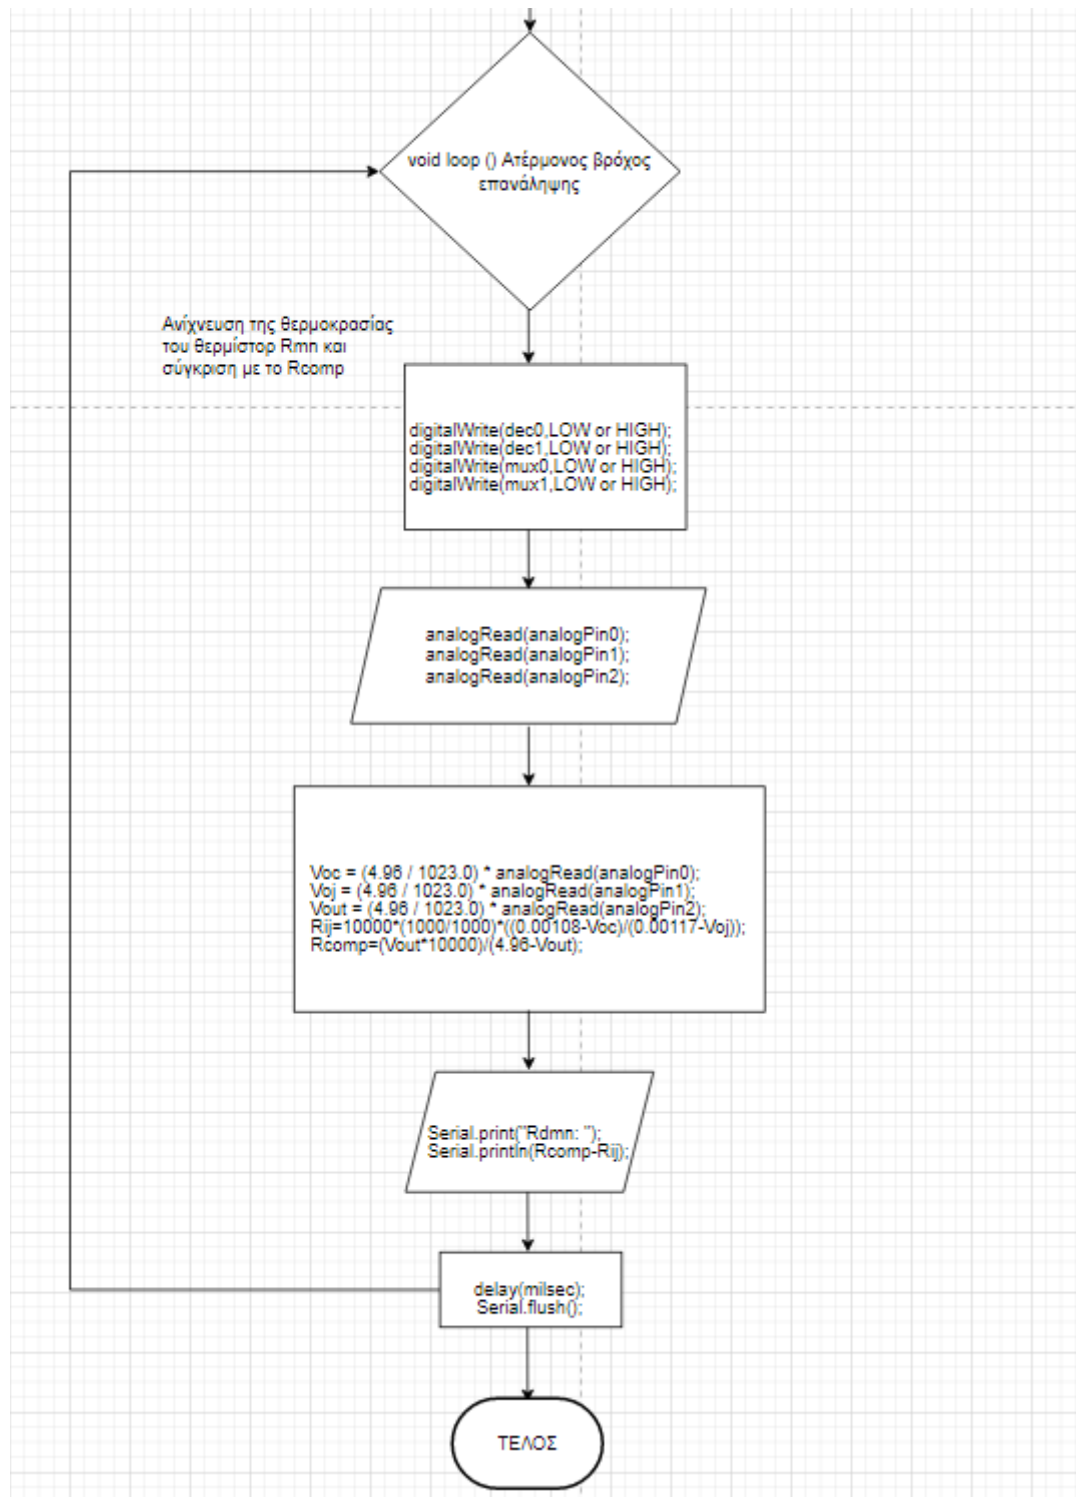 void loop () Ατέρμονος βρόχος
επανάληψης
Ανίχνευση της θερμοκρασίας
του θερμίστορ Rmn και
σύγκριση με το Rcomp
digitalWrite(dec0,LOW or HIGH);
digitalWrite(dec1,LOW or HIGH);
digitalWrite(mux0,LOW or HIGH);
digitalWrite(mux1,LOW or HIGH);
analogRead(analogPin0);
analogRead(analogPin1);
analogRead(analogPin2);
Voc = (4.96 / 1023.0) * analogRead(analogPin0);
Voj = (4.96 / 1023.0) * analogRead(analogPin1);
Vout = (4.96 / 1023.0) * analogRead(analogPin2);
Rij=10000*(1000/1000)*((0.00108-Voc)/(0.00117-Voj));
Rcomp=(Vout*10000)/(4.96-Vout);
Serial.print("Rdmn: ");
Serial.println(Rcomp-Rij);
delay(milsec);
Serial.flush();
ΤΕΛΟΣ